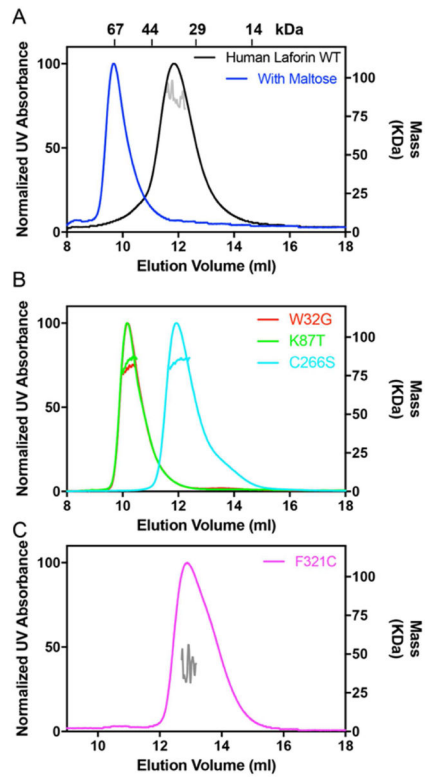 A
67 44 29 14 kDa
Human Laforin WT
With Maltose
100
50
0
100
75
50
25
0
Normalized UV Absorbance
Mass
(KDa)
8 10 12 14 16 18
Elution Volume (ml)
B
W32G
K87T
C266S
100
50
0
100
75
50
25
0
Normalized UV Absorbance
Mass
(KDa)
8 10 12 14 16 18
Elution Volume (ml)
C
F321C
100
50
0
100
75
50
25
0
Normalized UV Absorbance
Mass
(KDa)
10 12 14 16 18
Elution Volume (ml)